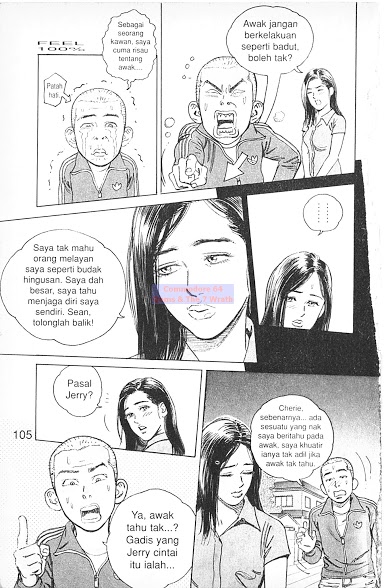 FEEL
100%
Sebagai
seorang
kawan, saya
cuma risau
tentang
awak....
Patah
hati...
Awak jangan
berkelakuan
seperti badut,
boleh tak?
Saya tak mahu
orang melayan
saya seperti budak
hingusan. Saya dah
besar, saya tahu
menjaga diri saya
sendiri. Sean,
tolonglah balik!
Commodore 64
Pasal
Jerry?
Cherie,
sebenarnya... ada
sesuatu yang nak
saya beritahu pada
awak, saya khuatir
ianya tak adil jika
awak tak tahu.
105
Ya, awak
tahu tak...?
Gadis yang
Jerry cintai
itu ialah...